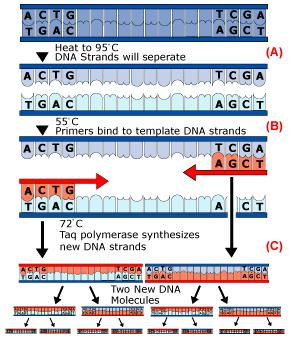 A C T G T C G A
T G A C A G C T
Heat to 95°C
DNA Strands will seperate
(A)
A C T G T C G A
T G A C A G C T
55°C
Primers bind to template DNA strands
(B)
A C T G T C G A
A G C T
A C T G
T G A C A C T
72°C
Taq polymerase synthesizes
new DNA strands
(C)
A C T G T C G A A C T G T C G A
T G A C A G C T T G A C A G C T
Two New DNA
Molecules